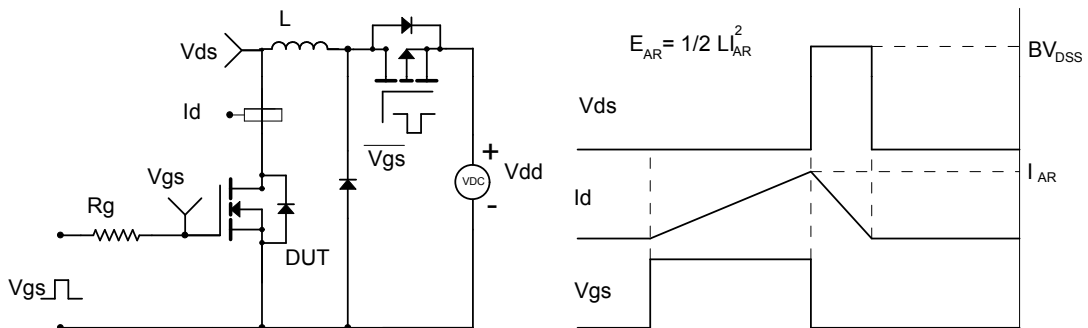 L
Vds
Id
Vgs
Vgs
Rg
DUT
Vgs
VDC
+
Vdd
-
E_AR = 1/2 LI²_AR
BV_DSS
Vds
I_AR
Id
Vgs